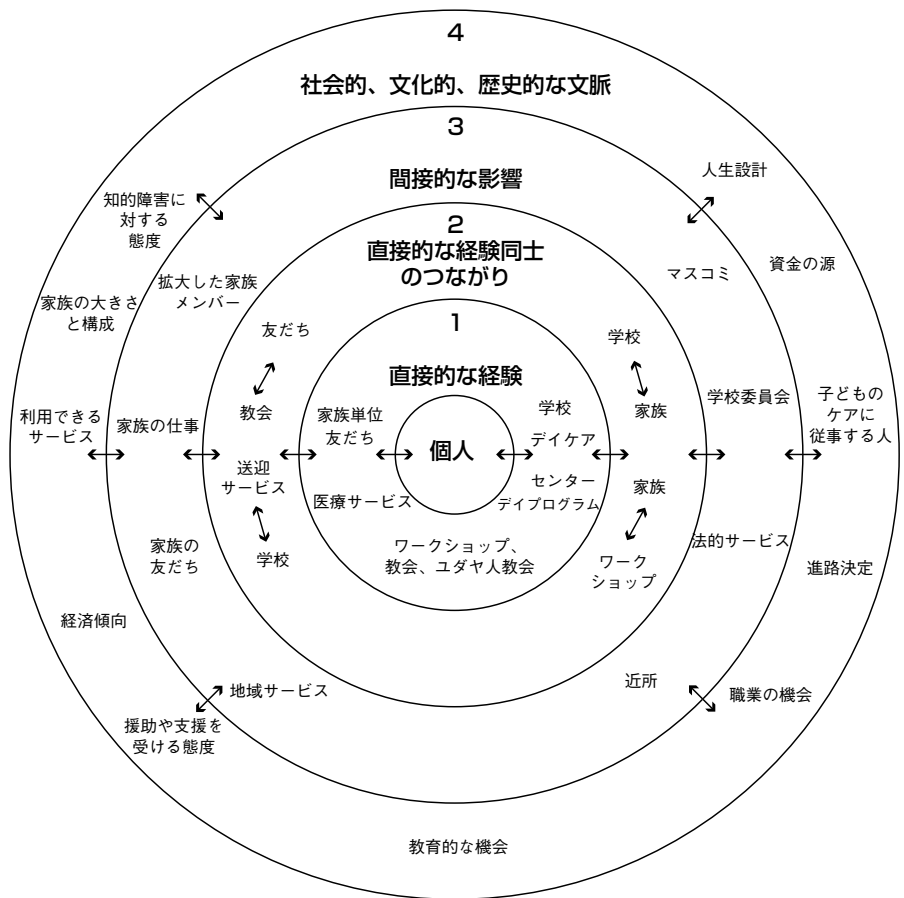 4
社会的、文化的、歴史的な文脈
3
間接的な影響
人生設計
知的障害に
対する
態度
2
直接的な経験同士
のつながり
資金の源
マスコミ
拡大した家族
メンバー
家族の大きさ
と構成
1
友だち
学校
直接的な経験
利用できる
サービス
家族の仕事
教会
家族単位
友だち
個人
学校
デイケア
家族
学校委員会
子どもの
ケアに
従事する人
送迎
サービス
医療サービス
センター
デイプログラム
家族
家族の
友だち
学校
ワークショップ、
教会、ユダヤ人教会
ワーク
ショップ
法的サービス
進路決定
経済傾向
地域サービス
近所
職業の機会
援助や支援を
受ける態度
教育的な機会